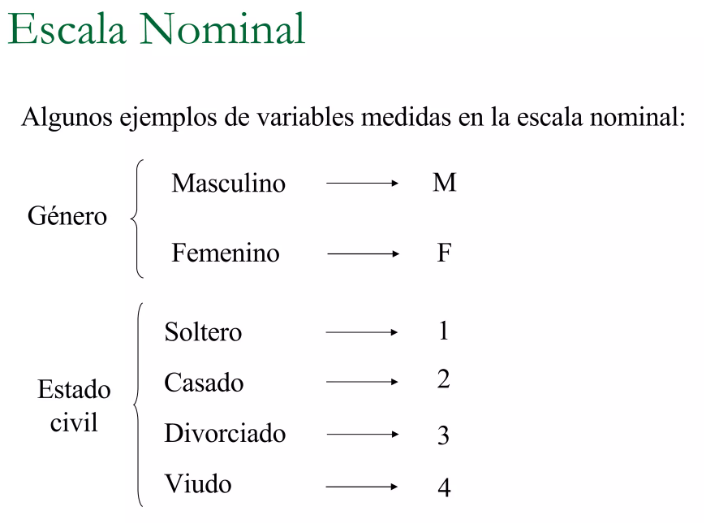 Escala Nominal
Algunos ejemplos de variables medidas en la escala nominal:
Género
Masculino M
Femenino F
Estado
civil
Soltero 1
Casado 2
Divorciado 3
Viudo 4